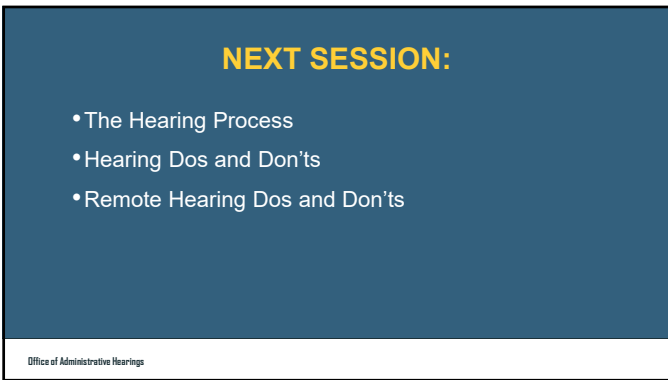 NEXT SESSION:
•The Hearing Process
•Hearing Dos and Don’ts
•Remote Hearing Dos and Don’ts
Office of Administrative Hearings